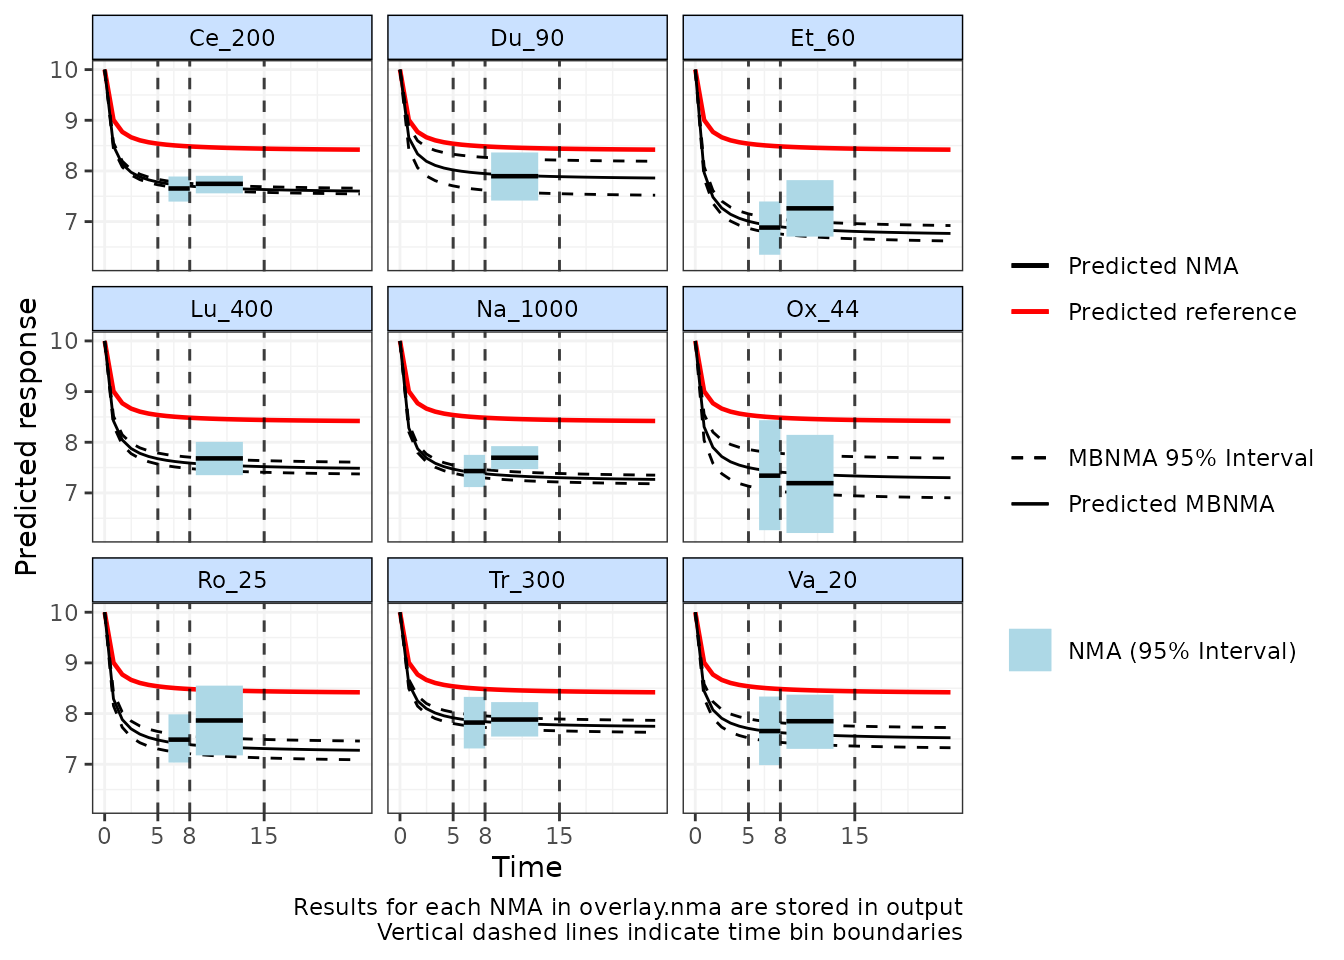 Ce_200
Du_90
Et_60
10
9
8
7
Lu_400
Na_1000
Ox_44
10
9
8
7
Ro_25
Tr_300
Va_20
10
9
8
7
0 5 8 15
0 5 8 15
0 5 8 15
Time
Predicted response
Results for each NMA in overlay.nma are stored in output
Vertical dashed lines indicate time bin boundaries
Predicted NMA
Predicted reference
MBNMA 95% Interval
Predicted MBNMA
NMA (95% Interval)